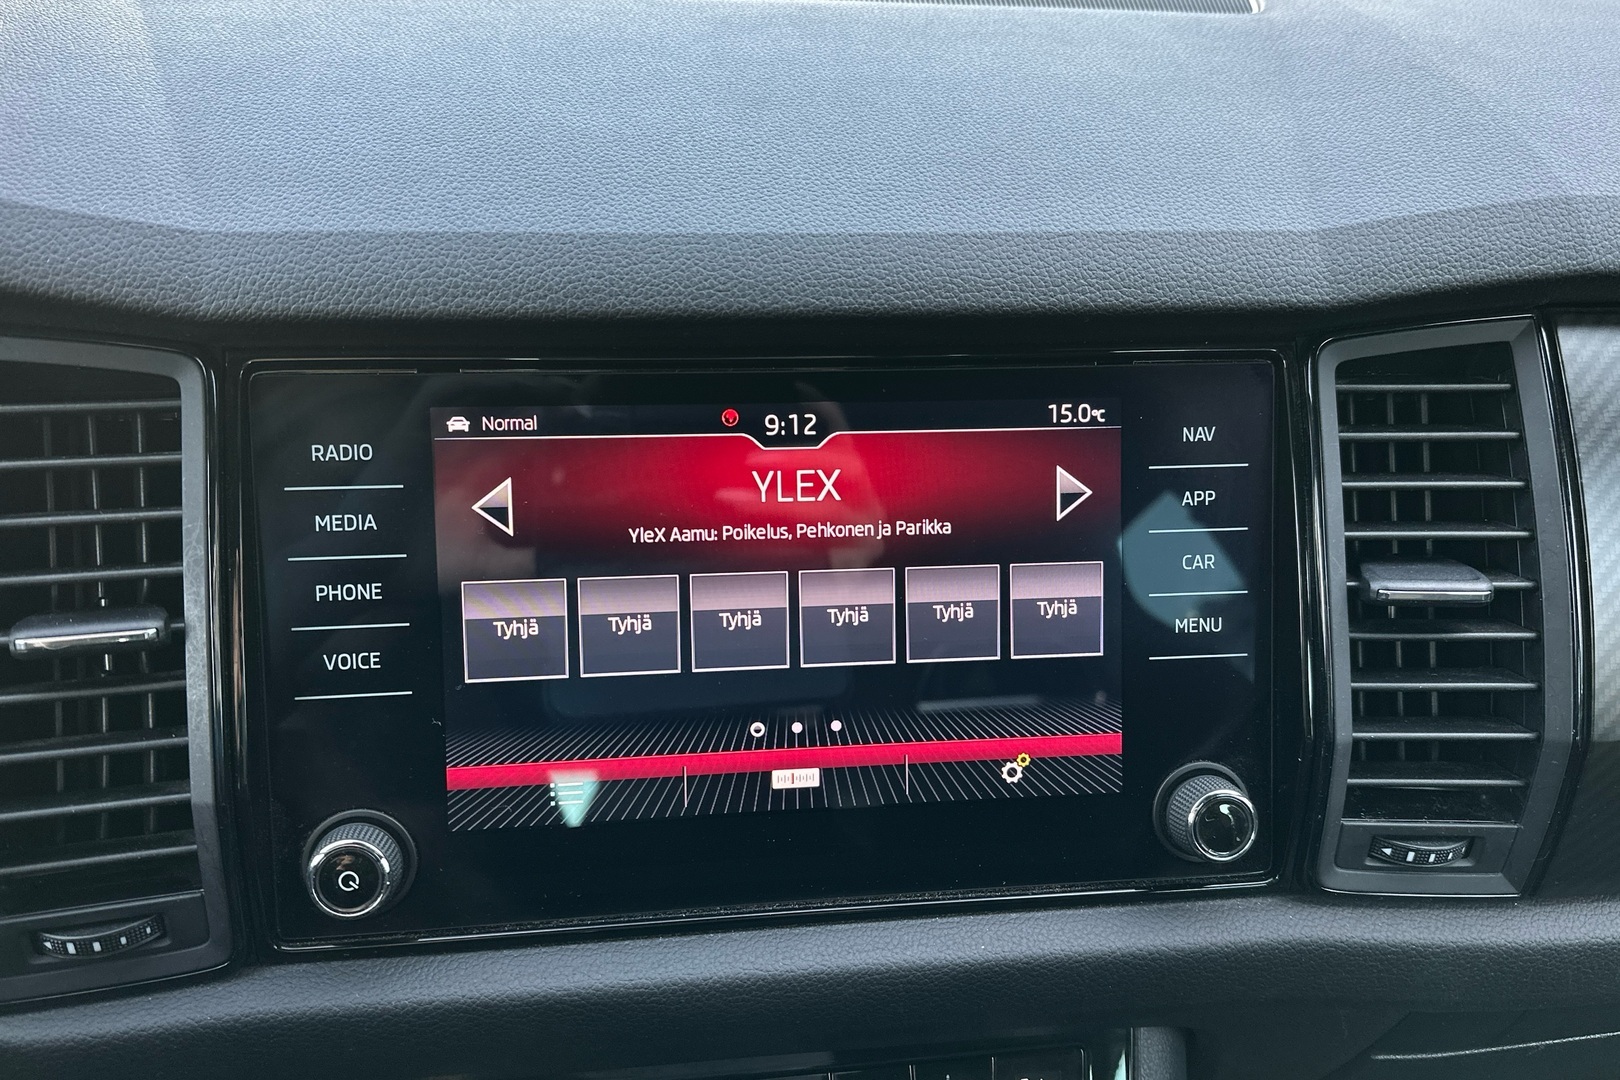 Normal
9:12
15.0℃
RADIO
MEDIA
PHONE
VOICE
YLEX
YleX Aamu: Poikelus, Pehkonen ja Parikka
Tyhjä
Tyhjä
Tyhjä
Tyhjä
Tyhjä
Tyhjä
NAV
APP
CAR
MENU